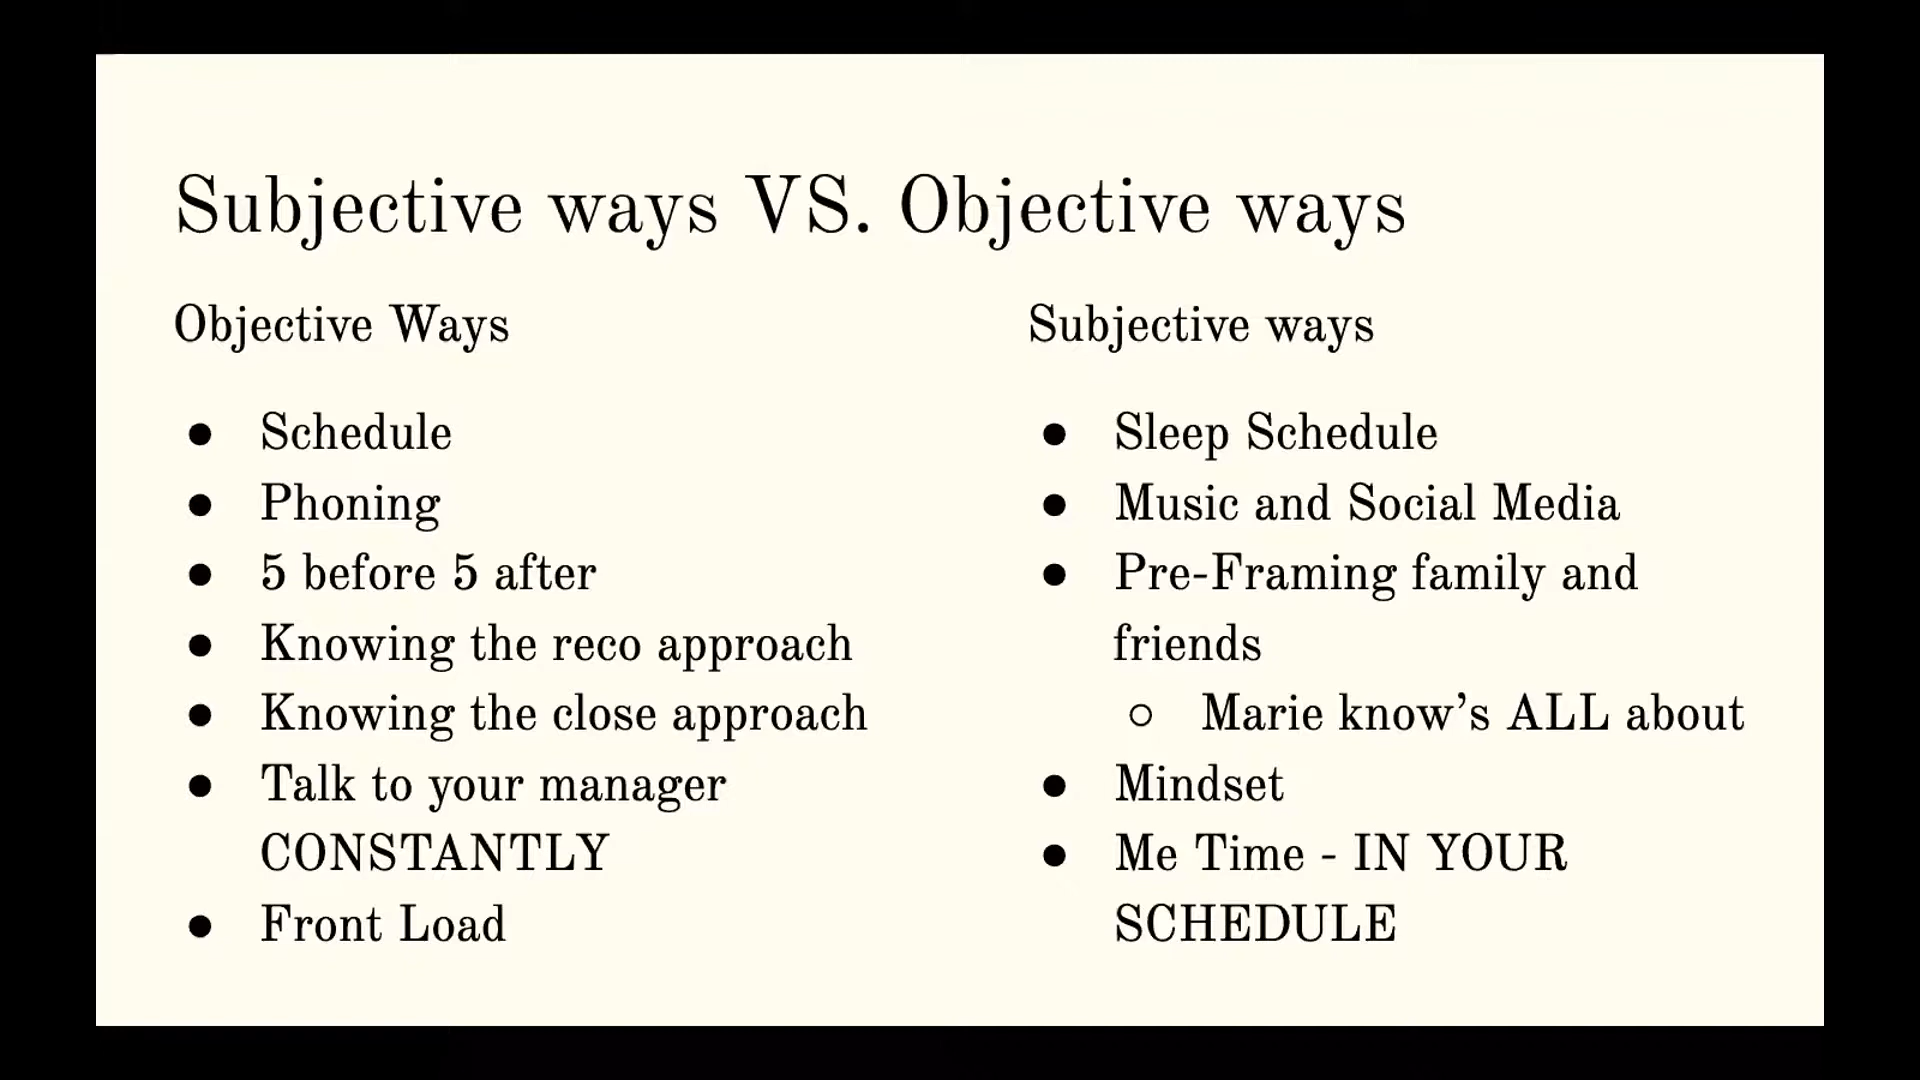 Subjective ways VS. Objective ways
Objective Ways
● Schedule
● Phoning
● 5 before 5 after
● Knowing the reco approach
● Knowing the close approach
● Talk to your manager
CONSTANTLY
● Front Load
Subjective ways
● Sleep Schedule
● Music and Social Media
● Pre-Framing family and
friends
○ Marie know’s ALL about
● Mindset
● Me Time - IN YOUR
SCHEDULE